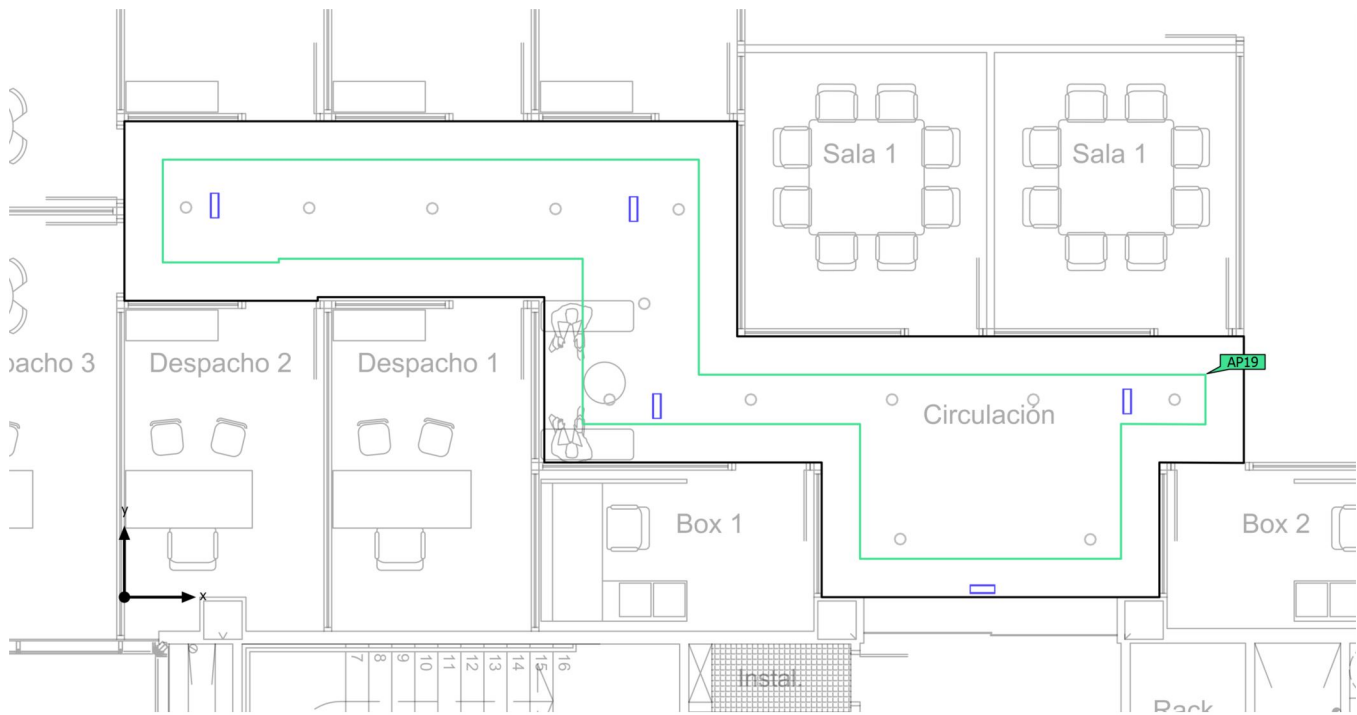 Sala 1
Sala 1
pacho 3
Despacho 2
Despacho 1
AP19
Circulación
y
x
Box 1
Box 2
7
8
9
10
11
12
13
14
15
16
Instal.
Rack